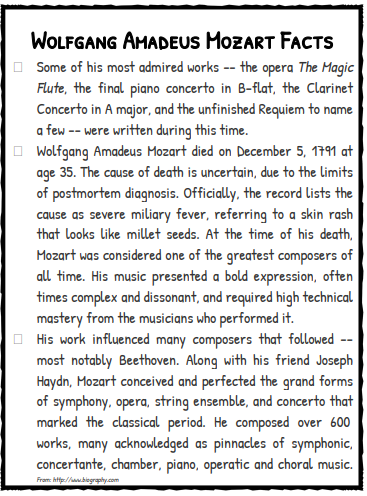 Wolfgang Amadeus Mozart Facts
Some of his most admired works -- the opera The Magic
Flute, the final piano concerto in B-flat, the Clarinet
Concerto in A major, and the unfinished Requiem to name
a few -- were written during this time.
Wolfgang Amadeus Mozart died on December 5, 1791 at
age 35. The cause of death is uncertain, due to the limits
of postmortem diagnosis. Officially, the record lists the
cause as severe miliary fever, referring to a skin rash
that looks like millet seeds. At the time of his death,
Mozart was considered one of the greatest composers of
all time. His music presented a bold expression, often
times complex and dissonant, and required high technical
mastery from the musicians who performed it.
His work influenced many composers that followed --
most notably Beethoven. Along with his friend Joseph
Haydn, Mozart conceived and perfected the grand forms
of symphony, opera, string ensemble, and concerto that
marked the classical period. He composed over 600
works, many acknowledged as pinnacles of symphonic,
concertante, chamber, piano, operatic and choral music.
From: http://www.biography.com